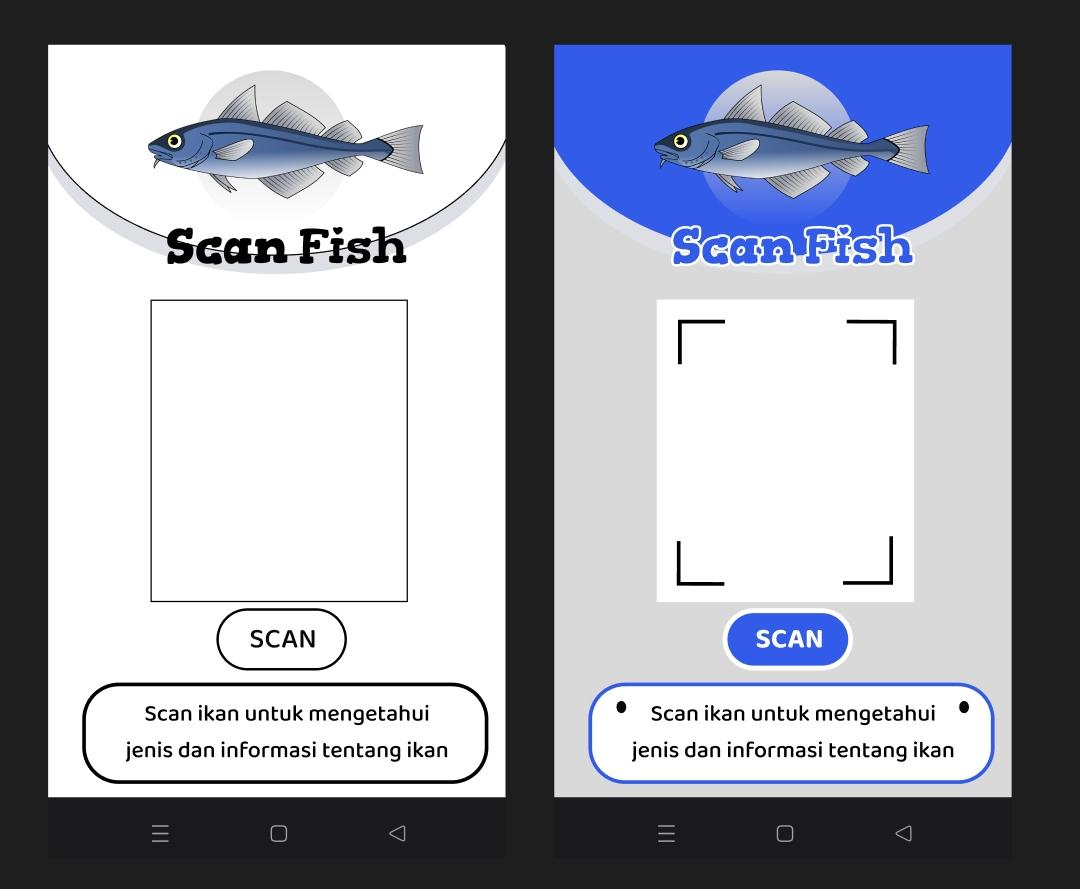 Scan Fish
SCAN
Scan ikan untuk mengetahui
jenis dan informasi tentang ikan
Scan Fish
SCAN
Scan ikan untuk mengetahui
jenis dan informasi tentang ikan